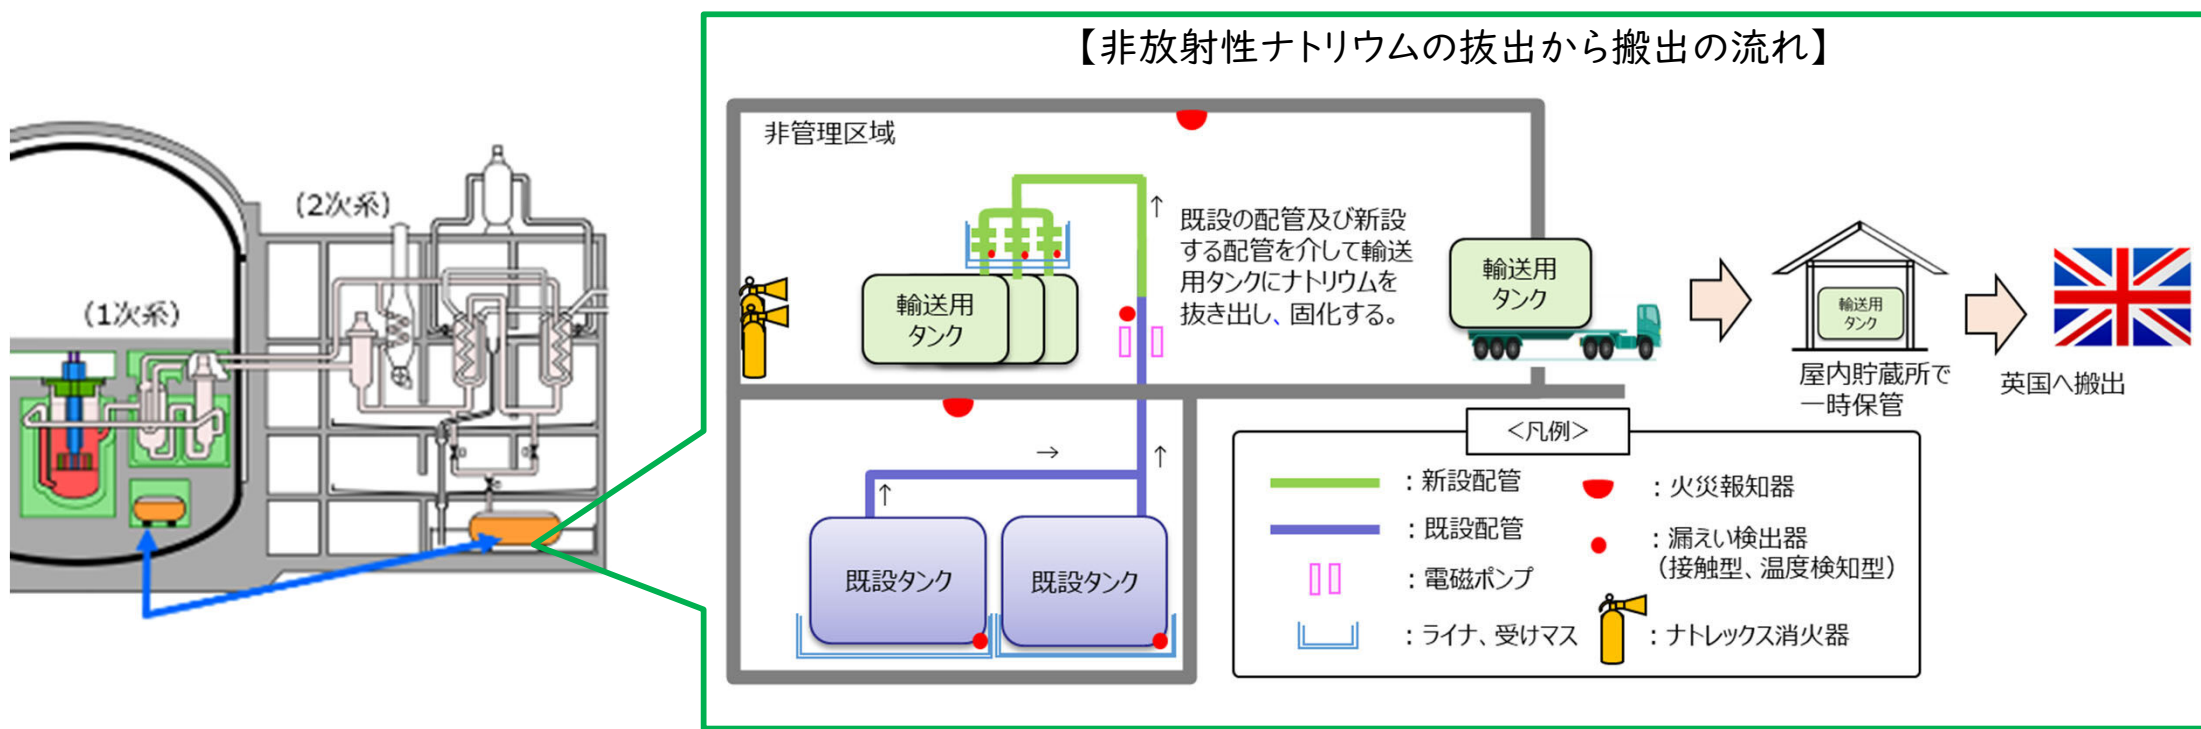 【非放射性ナトリウムの抜出から搬出の流れ】
(2次系)
(1次系)
非管理区域
↑
既設の配管及び新設
する配管を介して輸送
用タンクにナトリウムを
抜き出し、固化する。
輸送用
タンク
輸送用
タンク
輸送用
タンク
屋内貯蔵所で
一時保管
英国へ搬出
→
↑
↑
既設タンク
既設タンク
<凡例>
:新設配管
:既設配管
:電磁ポンプ
:ライナ、受けマス
:火災報知器
:漏えい検出器
(接触型、温度検知型)
:ナトレックス消火器